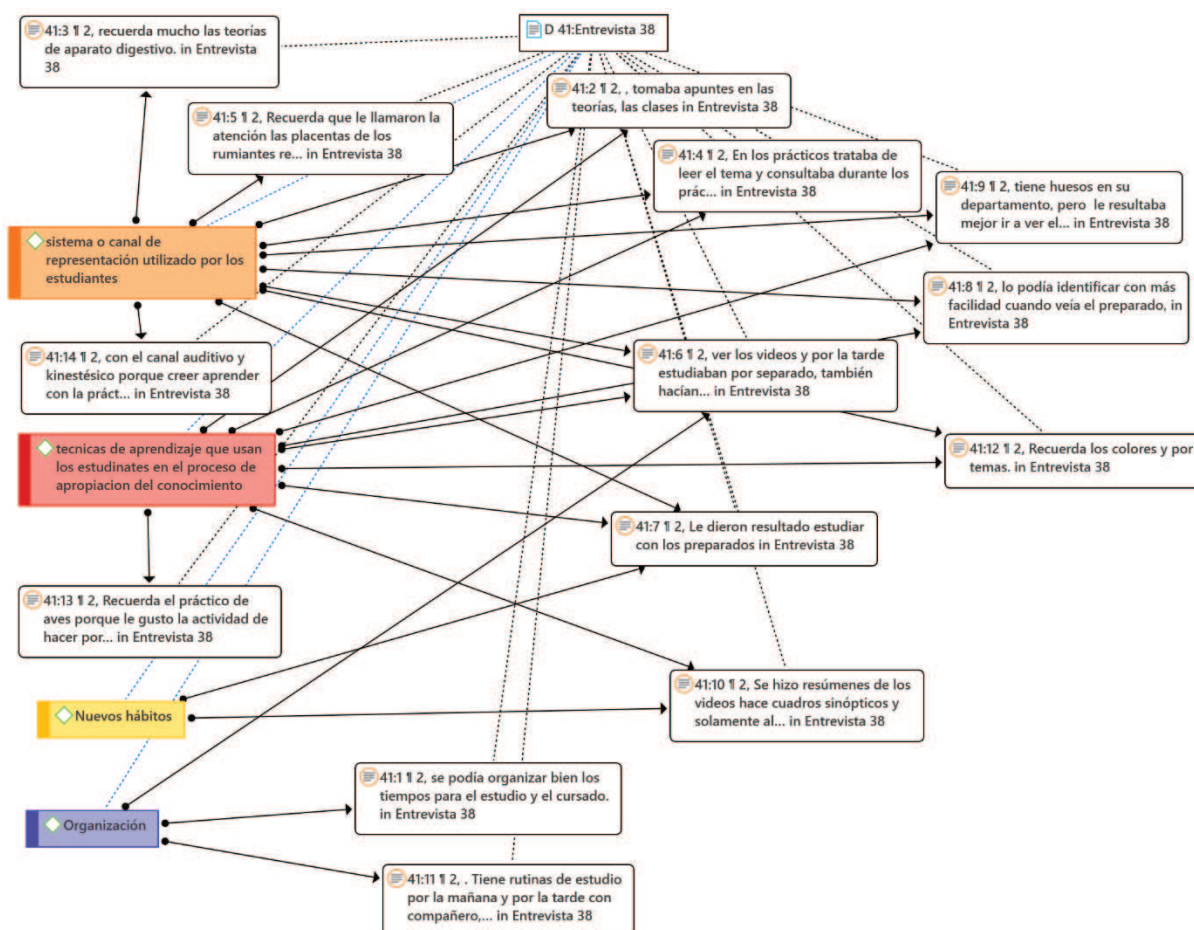 D 41:Entrevista 38
41:3 ¶ 2, recuerda mucho las teorías
de aparato digestivo. in Entrevista
38
41:2 ¶ 2, , tomaba apuntes en las
teorías, las clases in Entrevista 38
41:5 ¶ 2, Recuerda que le llamaron la
atención las placentas de los
rumiantes re... in Entrevista 38
41:4 ¶ 2, En los prácticos trataba de
leer el tema y consultaba durante los
prác... in Entrevista 38
41:9 ¶ 2, tiene huesos en su
departamento, pero le resultaba
mejor ir a ver el... in Entrevista 38
sistema o canal de
representación utilizado por los
estudiantes
41:8 ¶ 2, lo podía identificar con más
facilidad cuando veía el preparado, in
Entrevista 38
41:14 ¶ 2, con el canal auditivo y
kinestésico porque creer aprender
con la práct... in Entrevista 38
41:6 ¶ 2, ver los videos y por la tarde
estudiaban por separado, también
hacían... in Entrevista 38
tecnicas de aprendizaje que usan
los estudinates en el proceso de
apropiacion del conocimiento
41:12 ¶ 2, Recuerda los colores y por
temas. in Entrevista 38
41:7 ¶ 2, Le dieron resultado estudiar
con los preparados in Entrevista 38
41:13 ¶ 2, Recuerda el práctico de
aves porque le gusto la actividad de
hacer por... in Entrevista 38
41:10 ¶ 2, Se hizo resúmenes de los
videos hace cuadros sinópticos y
solamente al... in Entrevista 38
Nuevos hábitos
41:1 ¶ 2, se podía organizar bien los
tiempos para el estudio y el cursado.
in Entrevista 38
Organización
41:11 ¶ 2, . Tiene rutinas de estudio
por la mañana y por la tarde con
compañero,... in Entrevista 38